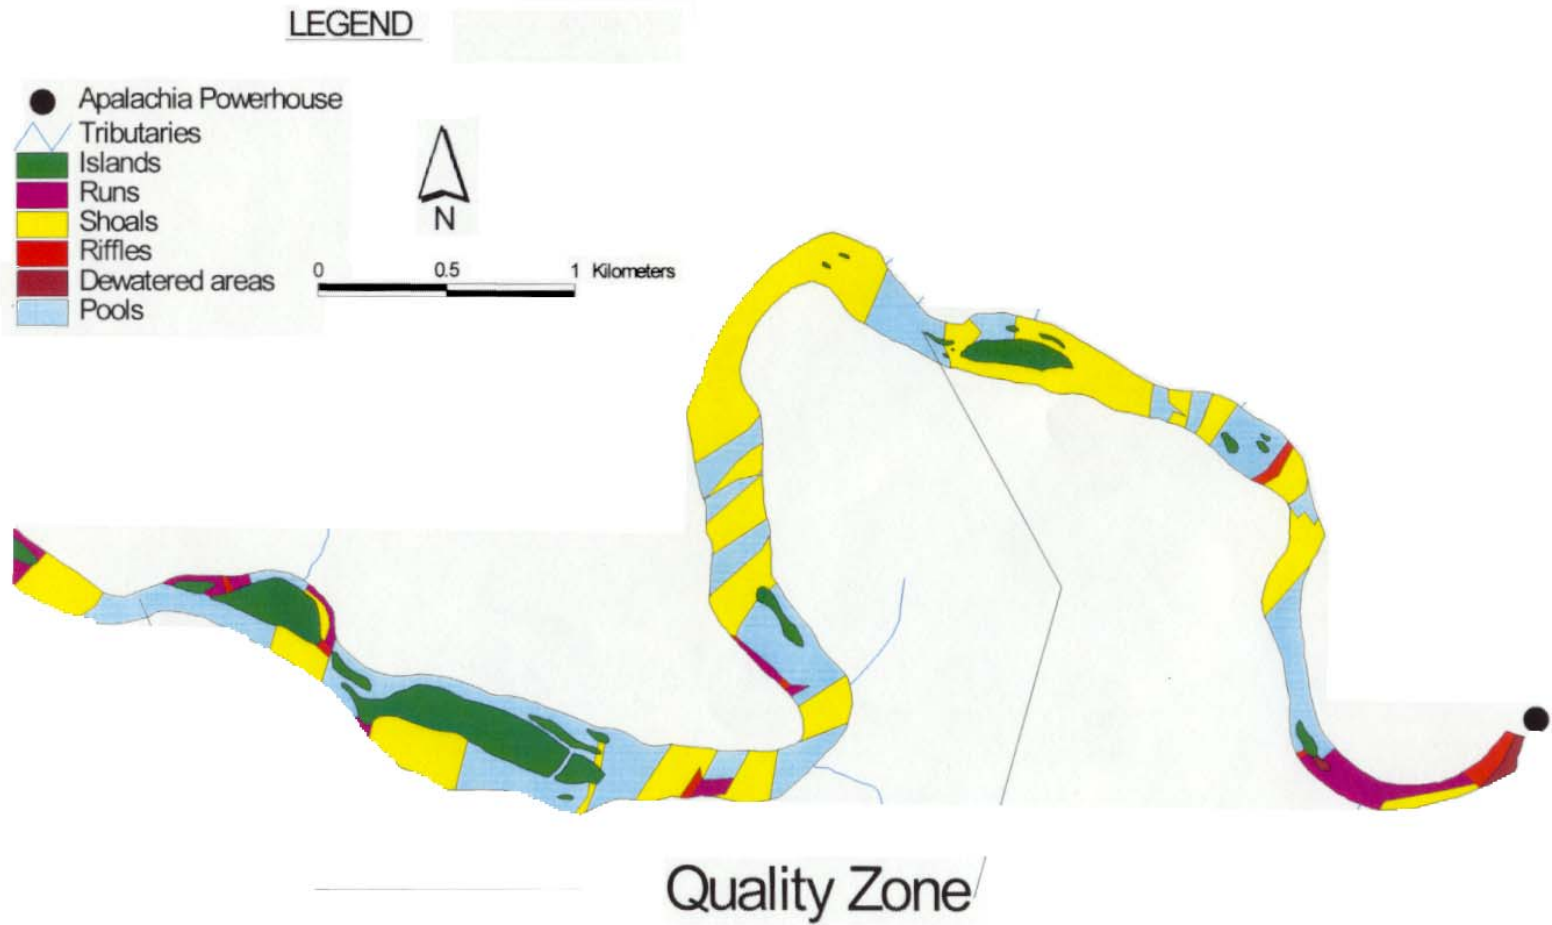 LEGEND
Apalachia Powerhouse
Tributaries
Islands
Runs
Shoals
Riffles
Dewatered areas
Pools
N
0 0.5 1 Kilometers
Quality Zone